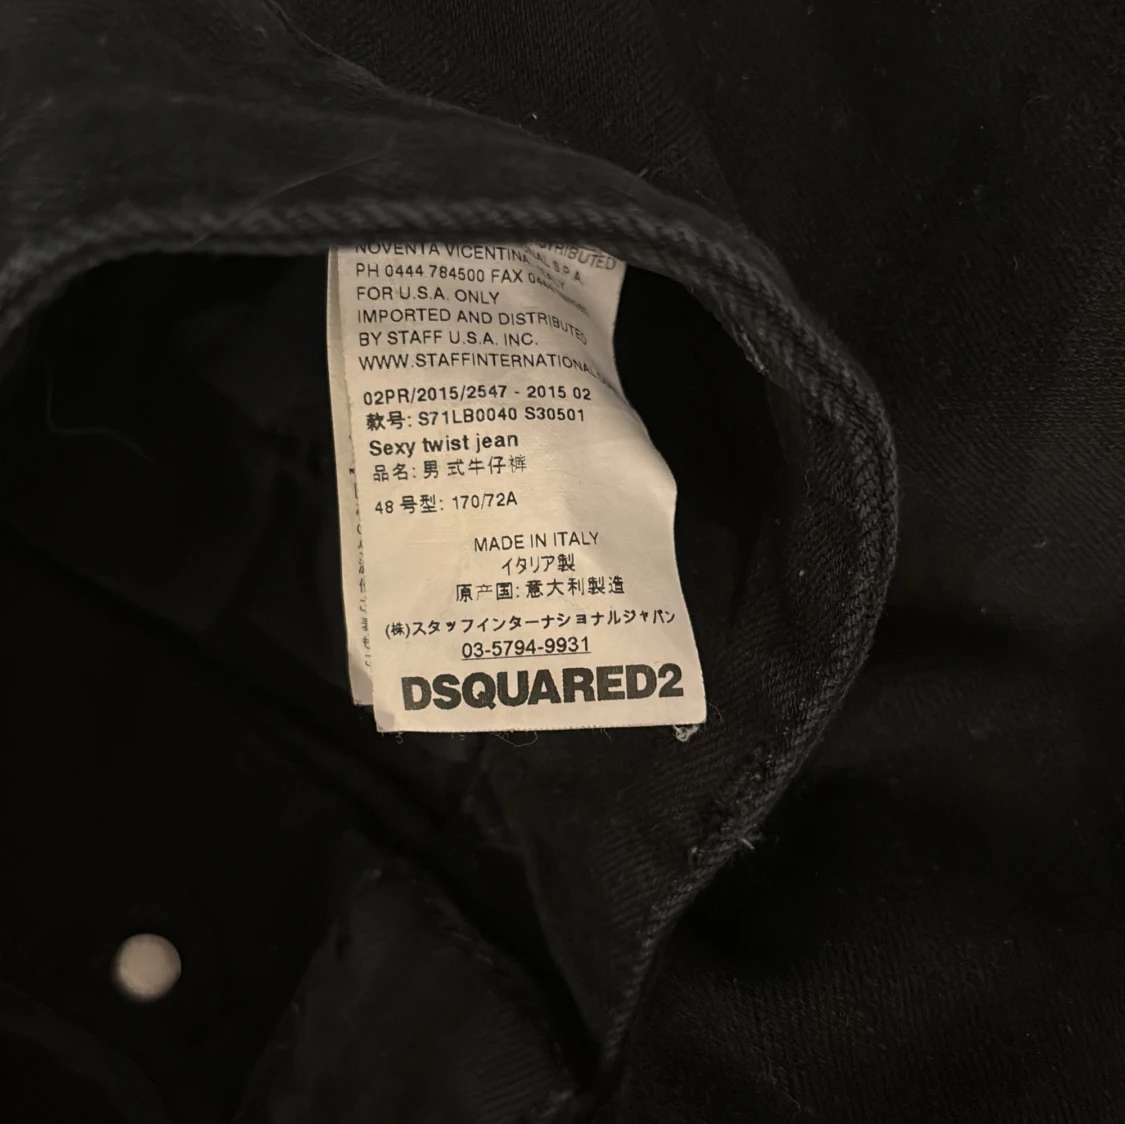 NOVENTA VICENTINA
DISTRIBUTED
S.P.A.
PH 0444 784500 FAX
FOR U.S.A. ONLY
IMPORTED AND DISTRIBUTED
BY STAFF U.S.A. INC.
WWW.STAFFINTERNATIONAL
02PR/2015/2547 - 2015 02
款号: S71LB0040 S30501
Sexy twist jean
品名: 男式牛仔裤
48 号型: 170/72A
MADE IN ITALY
イタリア製
原产国: 意大利製造
(株)スタッフインターナショナルジャパン
03-5794-9931
DSQUARED2